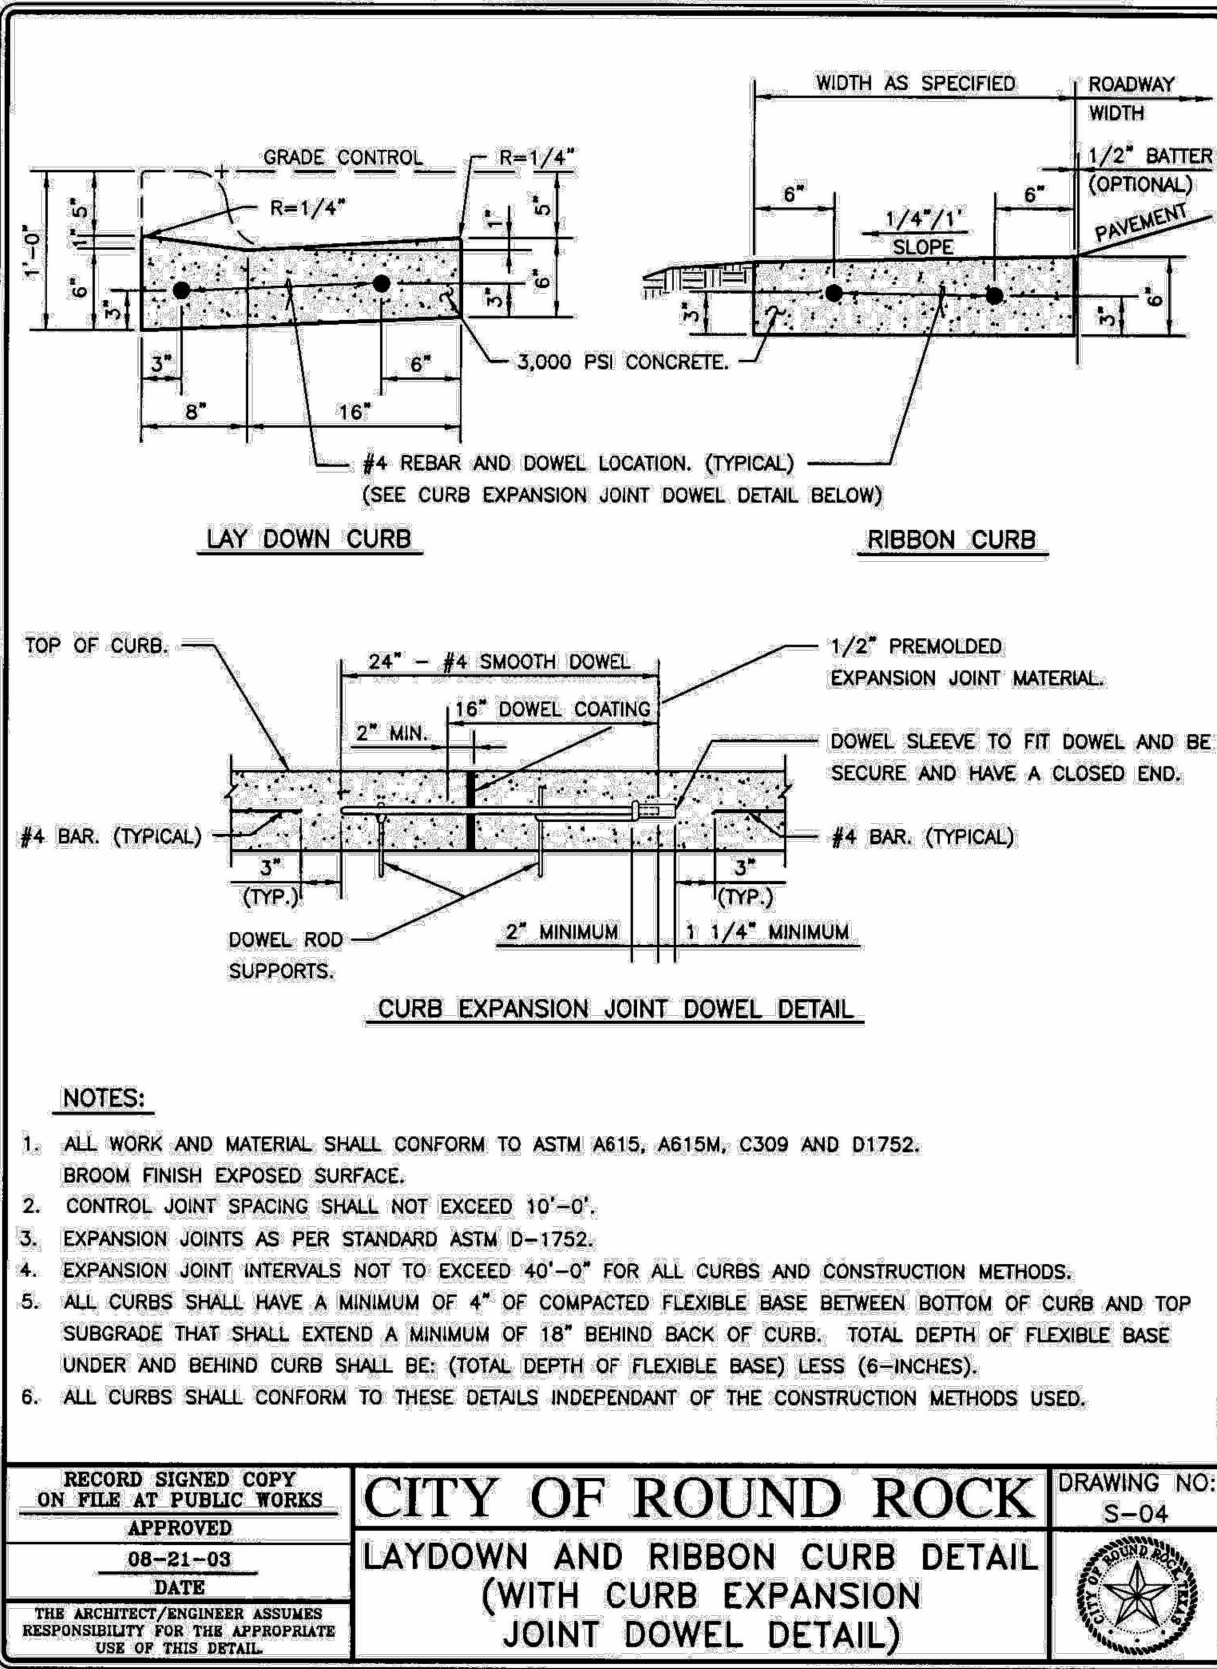 WIDTH AS SPECIFIED
ROADWAY
WIDTH
GRADE CONTROL
R=1/4"
R=1/4"
1/2" BATTER
(OPTIONAL)
PAVEMENT
6"
6"
1/4"/1'
SLOPE
1'-0"
5"
1"
6"
3"
1"
5"
3"
6"
3"
3"
6"
3"
6"
8"
16"
3,000 PSI CONCRETE.
#4 REBAR AND DOWEL LOCATION. (TYPICAL)
(SEE CURB EXPANSION JOINT DOWEL DETAIL BELOW)
LAY DOWN CURB
RIBBON CURB
TOP OF CURB.
24" - #4 SMOOTH DOWEL
1/2" PREMOLDED
EXPANSION JOINT MATERIAL.
16" DOWEL COATING
2" MIN.
DOWEL SLEEVE TO FIT DOWEL AND BE
SECURE AND HAVE A CLOSED END.
#4 BAR. (TYPICAL)
#4 BAR. (TYPICAL)
3"
(TYP.)
3"
(TYP.)
DOWEL ROD
SUPPORTS.
2" MINIMUM
1 1/4" MINIMUM
CURB EXPANSION JOINT DOWEL DETAIL
NOTES:
1. ALL WORK AND MATERIAL SHALL CONFORM TO ASTM A615, A615M, C309 AND D1752.
BROOM FINISH EXPOSED SURFACE.
2. CONTROL JOINT SPACING SHALL NOT EXCEED 10'-0'.
3. EXPANSION JOINTS AS PER STANDARD ASTM D-1752.
4. EXPANSION JOINT INTERVALS NOT TO EXCEED 40'-0" FOR ALL CURBS AND CONSTRUCTION METHODS.
5. ALL CURBS SHALL HAVE A MINIMUM OF 4" OF COMPACTED FLEXIBLE BASE BETWEEN BOTTOM OF CURB AND TOP
SUBGRADE THAT SHALL EXTEND A MINIMUM OF 18" BEHIND BACK OF CURB. TOTAL DEPTH OF FLEXIBLE BASE
UNDER AND BEHIND CURB SHALL BE: (TOTAL DEPTH OF FLEXIBLE BASE) LESS (6-INCHES).
6. ALL CURBS SHALL CONFORM TO THESE DETAILS INDEPENDANT OF THE CONSTRUCTION METHODS USED.
RECORD SIGNED COPY
ON FILE AT PUBLIC WORKS
APPROVED
08-21-03
DATE
THE ARCHITECT/ENGINEER ASSUMES
RESPONSIBILITY FOR THE APPROPRIATE
USE OF THIS DETAIL.
CITY OF ROUND ROCK
LAYDOWN AND RIBBON CURB DETAIL
(WITH CURB EXPANSION
JOINT DOWEL DETAIL)
DRAWING NO:
S-04
CITY OF ROUND ROCK, TEXAS